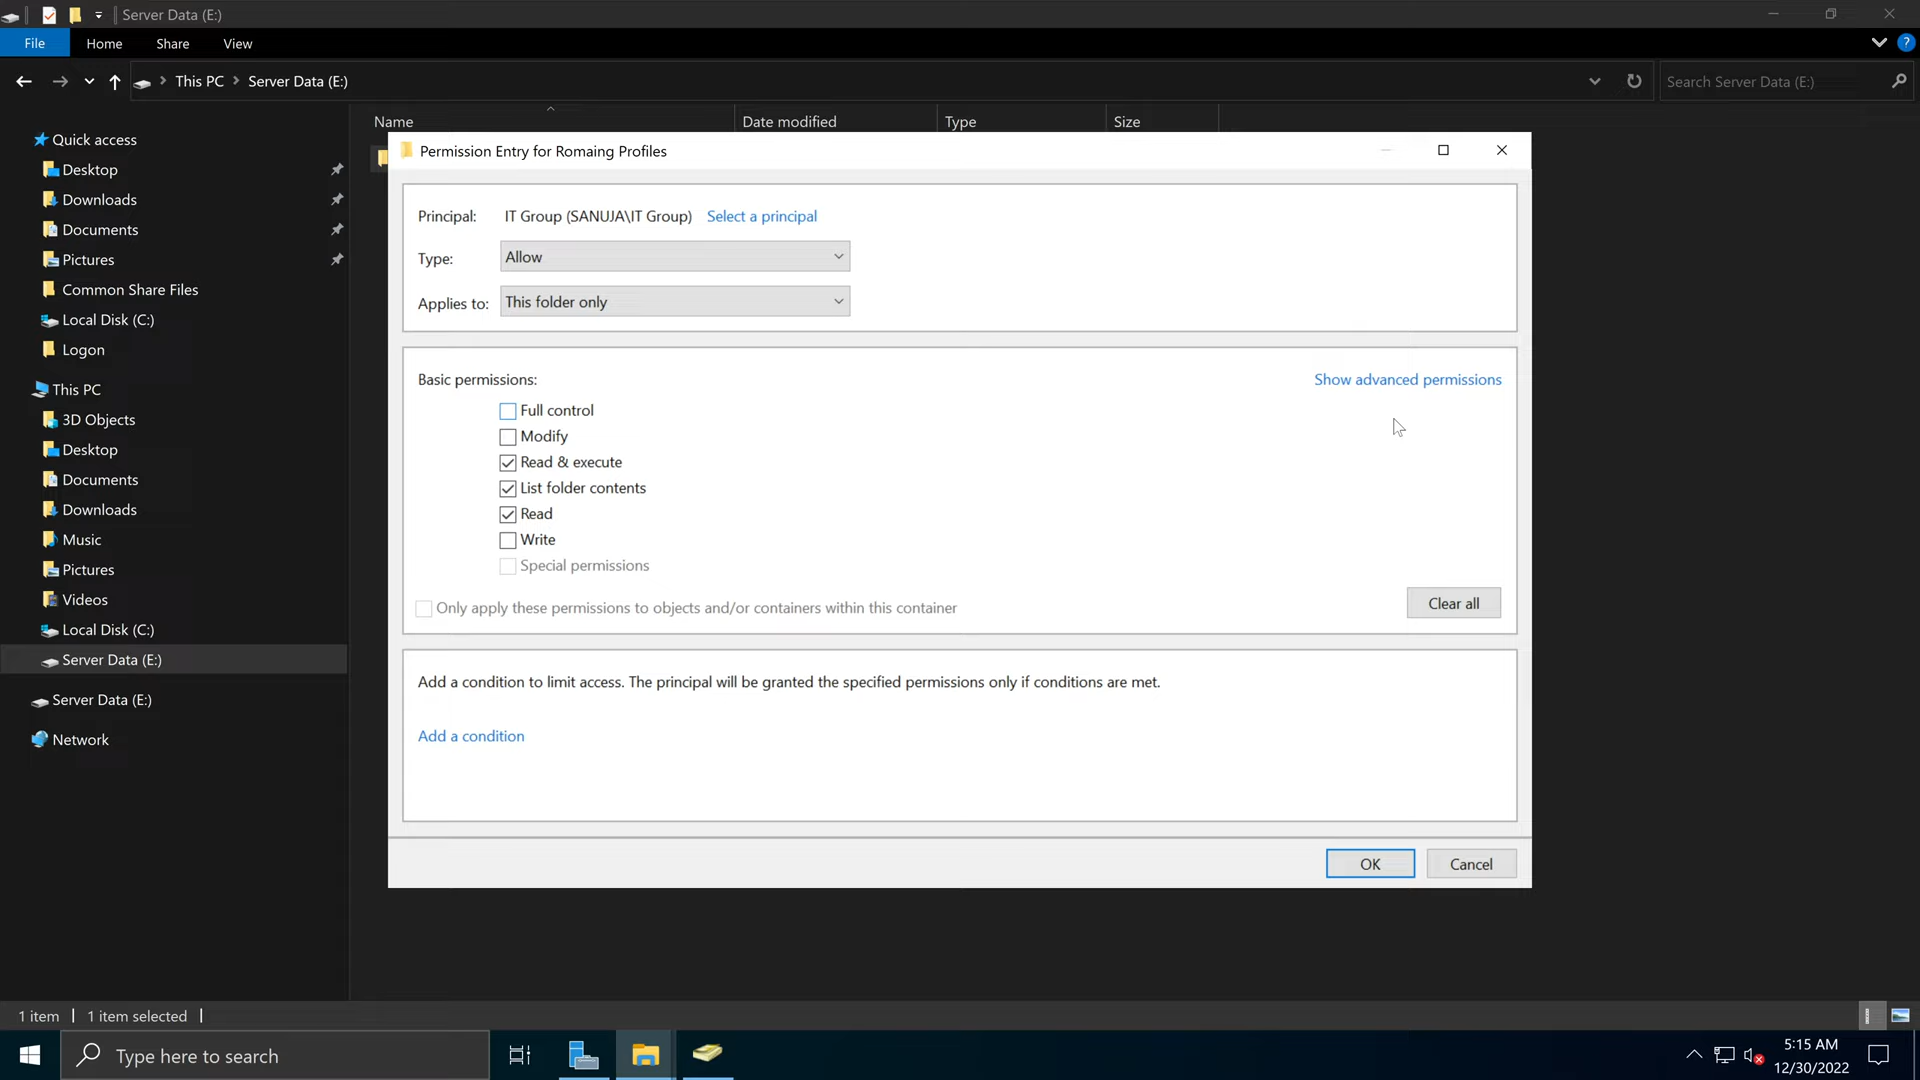 Server Data (E:)
File
Home
Share
View
?
This PC
Server Data (E:)
Search Server Data (E:)
Name
Date modified
Type
Size
Quick access
Desktop
Downloads
Documents
Pictures
Common Share Files
Local Disk (C:)
Logon
This PC
3D Objects
Desktop
Documents
Downloads
Music
Pictures
Videos
Local Disk (C:)
Server Data (E:)
Server Data (E:)
Network
Permission Entry for Romaing Profiles
Principal: IT Group (SANUJA\IT Group) Select a principal
Type: Allow
Applies to: This folder only
Basic permissions:
Show advanced permissions
Full control
Modify
Read & execute
List folder contents
Read
Write
Special permissions
Only apply these permissions to objects and/or containers within this container
Clear all
Add a condition to limit access. The principal will be granted the specified permissions only if conditions are met.
Add a condition
OK
Cancel
1 item
1 item selected
Type here to search
5:15 AM
12/30/2022